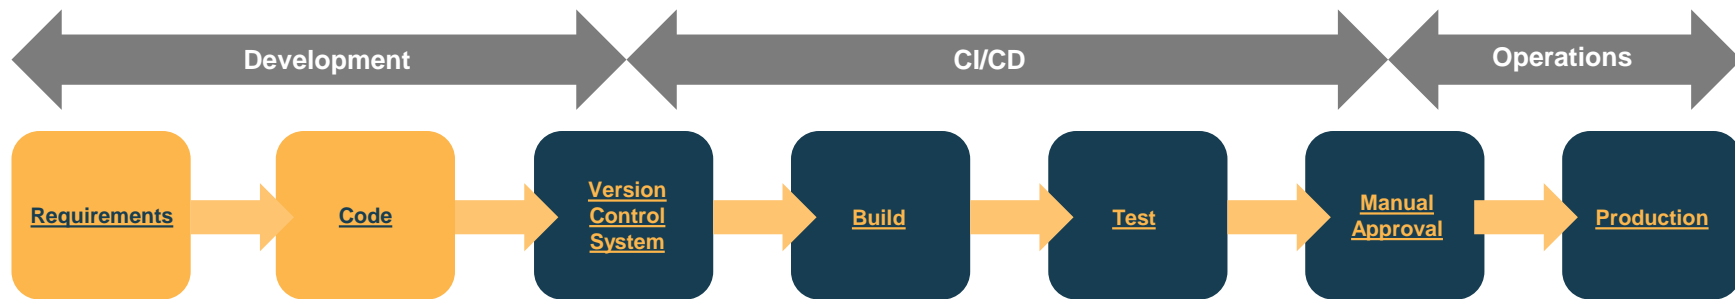 Development
CI/CD
Operations
Requirements
Code
Version
Control
System
Build
Test
Manual
Approval
Production